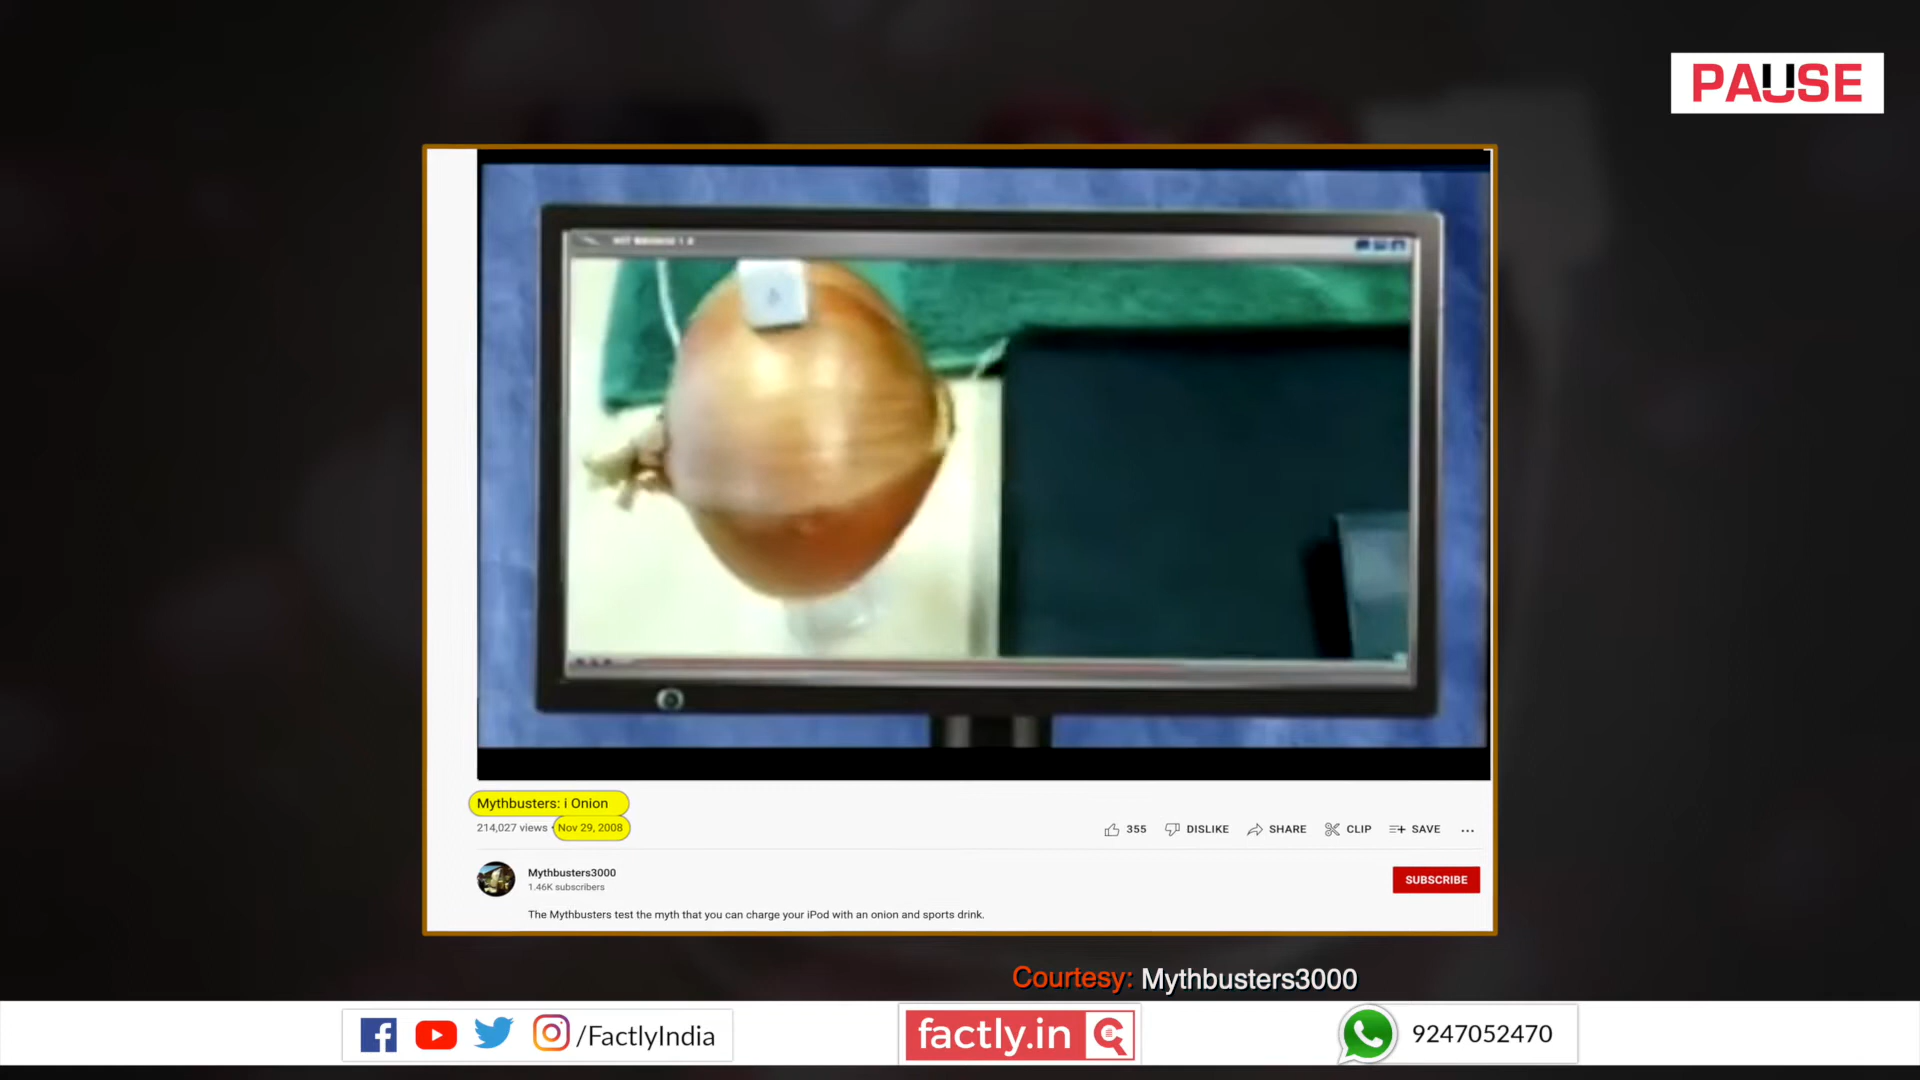 PAUSE
Mythbusters: i Onion
214,027 views • Nov 29, 2008
355 DISLIKE SHARE CLIP SAVE ...
Mythbusters3000
1.46K subscribers
SUBSCRIBE
The Mythbusters test the myth that you can charge your iPod with an onion and sports drink.
Courtesy: Mythbusters3000
/FactlyIndia
factly.in
9247052470